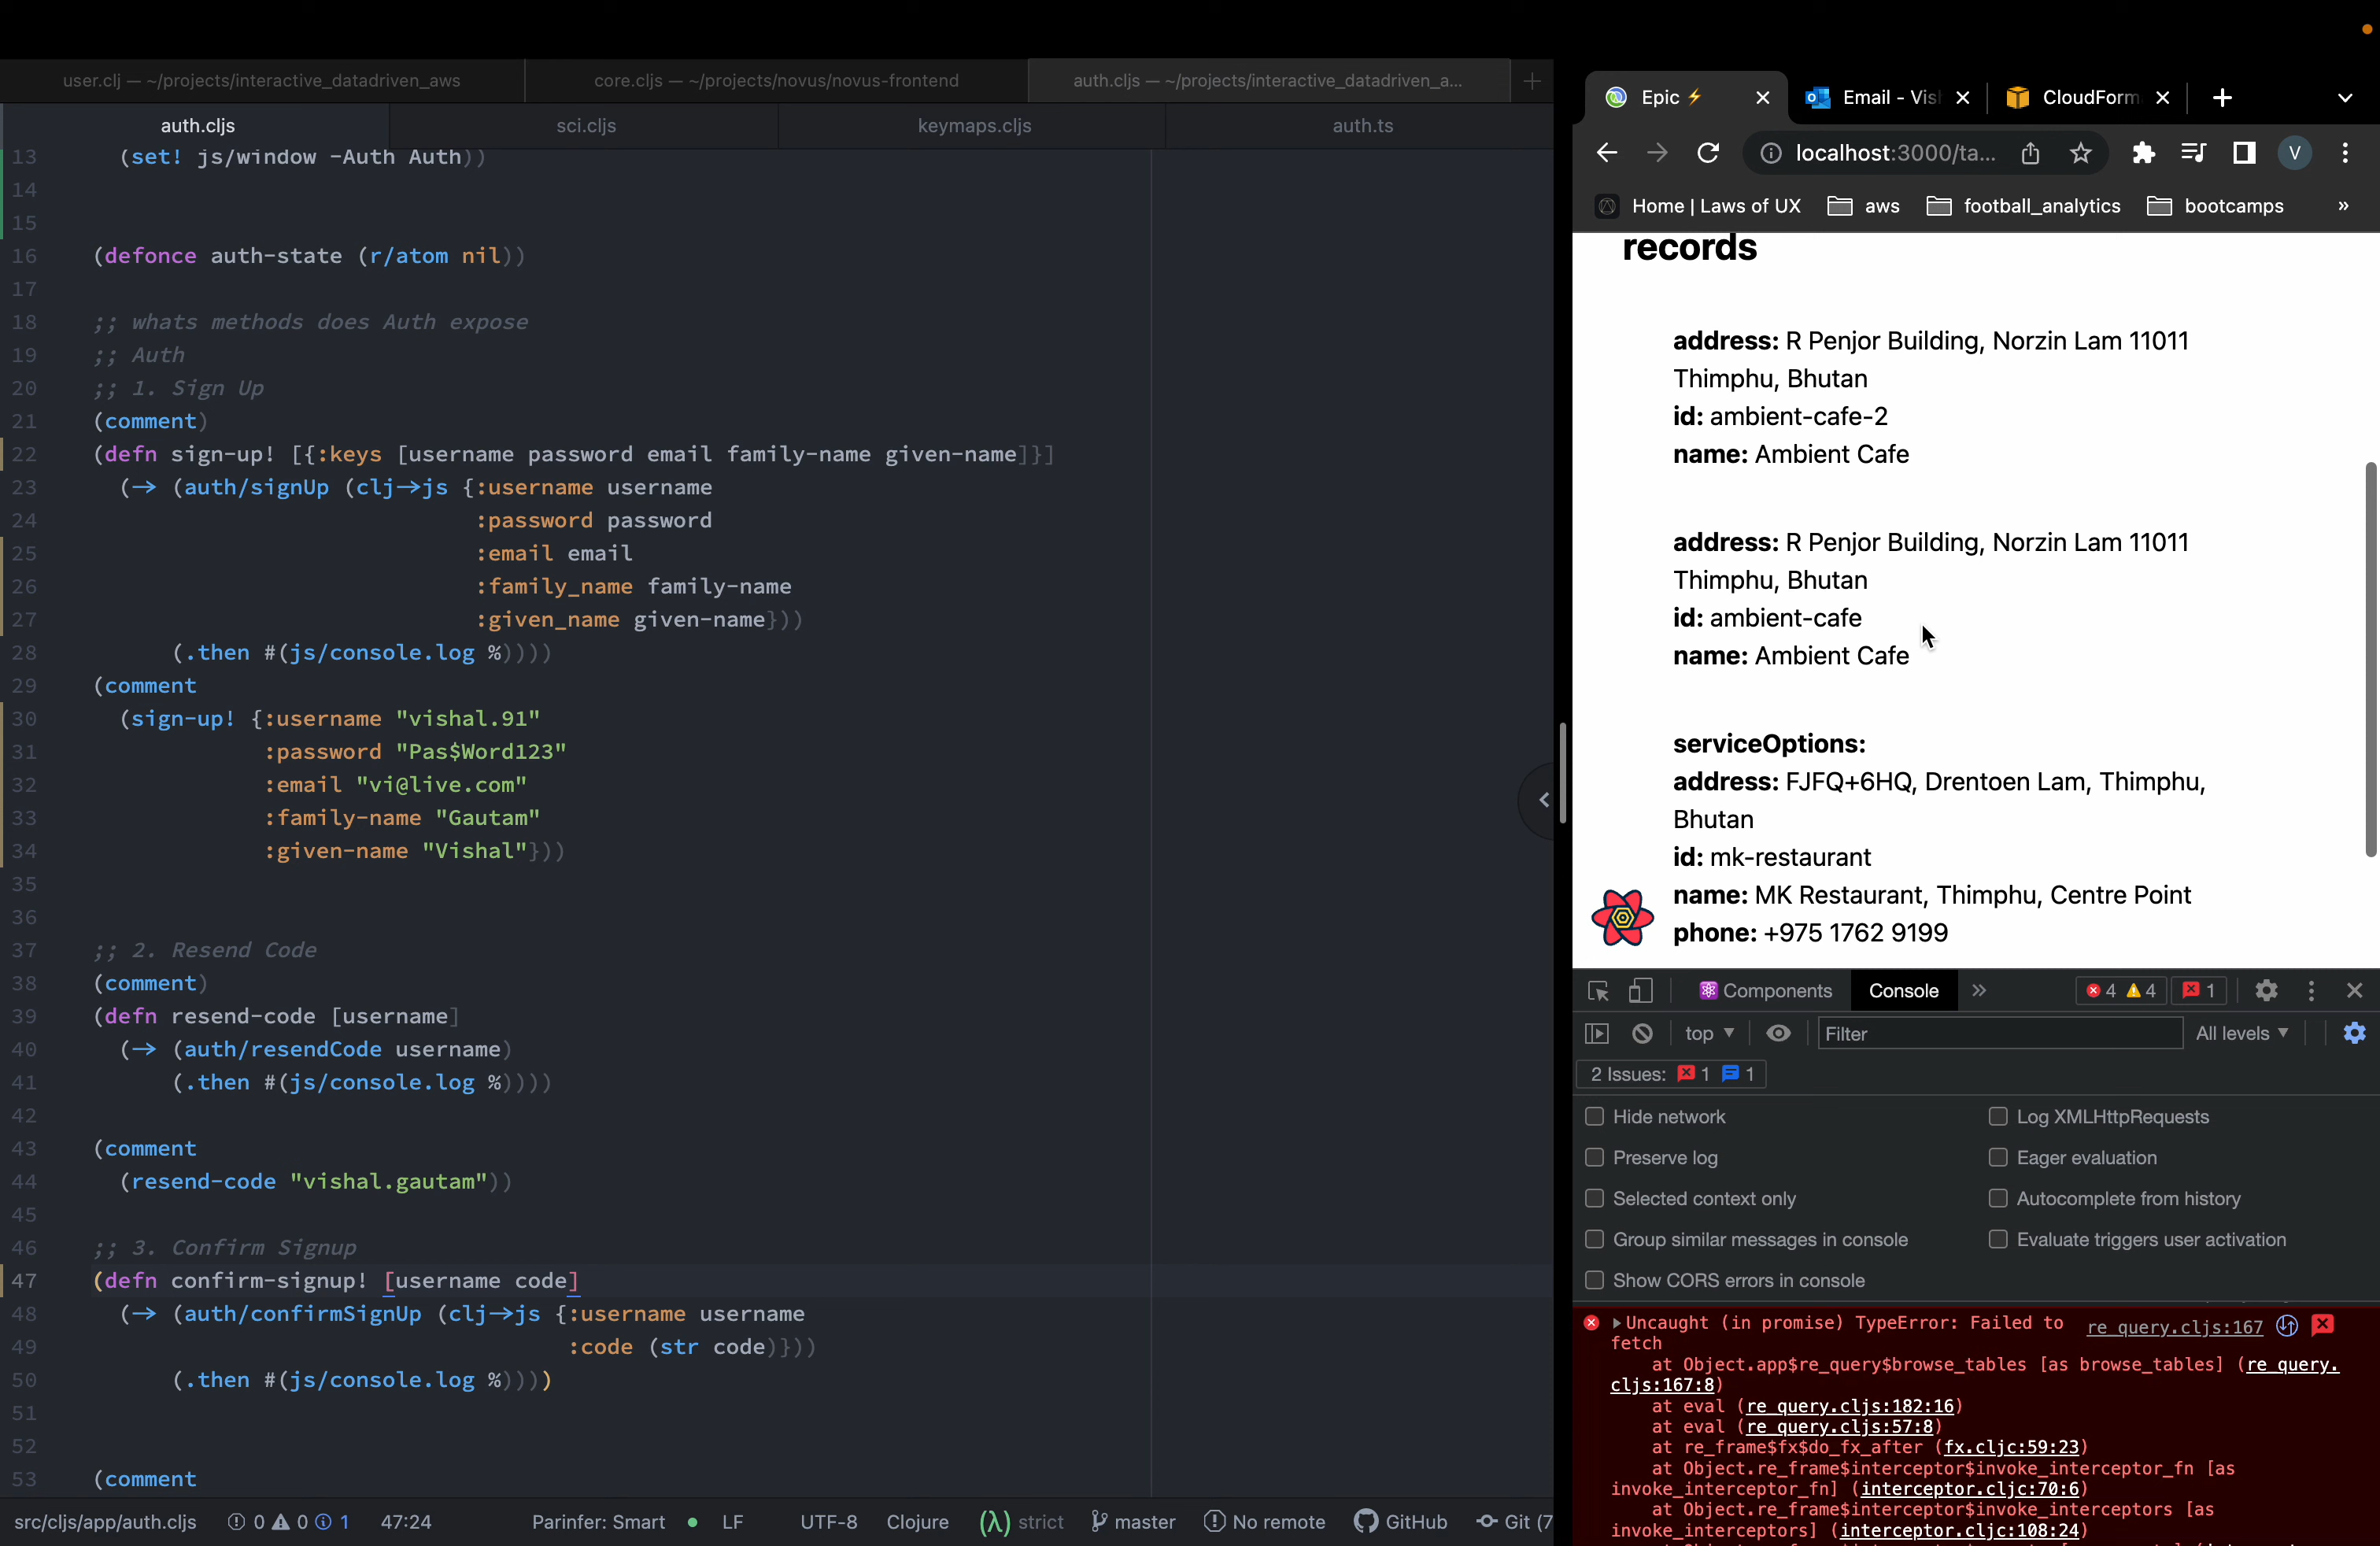 user.clj — ~/projects/interactive_datadriven_aws
core.cljs — ~/projects/novus/novus-frontend
auth.cljs — ~/projects/interactive_datadriven_a...
auth.cljs
sci.cljs
keymaps.cljs
auth.ts
13 (set! js/window -Auth Auth))
14
15
16 (defonce auth-state (r/atom nil))
17
18 ;; whats methods does Auth expose
19 ;; Auth
20 ;; 1. Sign Up
21 (comment)
22 (defn sign-up! [{:keys [username password email family-name given-name]}]
23 (-> (auth/signUp (clj->js {:username username
24 :password password
25 :email email
26 :family_name family-name
27 :given_name given-name}))
28 (.then #(js/console.log %))))
29 (comment
30 (sign-up! {:username "vishal.91"
31 :password "Pas$Word123"
32 :email "vi@live.com"
33 :family-name "Gautam"
34 :given-name "Vishal"}))
35
36
37 ;; 2. Resend Code
38 (comment)
39 (defn resend-code [username]
40 (-> (auth/resendCode username)
41 (.then #(js/console.log %))))
42
43 (comment
44 (resend-code "vishal.gautam"))
45
46 ;; 3. Confirm Signup
47 (defn confirm-signup! [username code]
48 (-> (auth/confirmSignUp (clj->js {:username username
49 :code (str code)}))
50 (.then #(js/console.log %))))
51
52
53 (comment
src/cljs/app/auth.cljs 0 0 1 47:24 Parinfer: Smart LF UTF-8 Clojure (λ) strict master No remote GitHub Git (7
Epic ⚡
Email - Vis
CloudForm
localhost:3000/ta...
V
Home | Laws of UX
aws
football_analytics
bootcamps
»
records
address: R Penjor Building, Norzin Lam 11011
Thimphu, Bhutan
id: ambient-cafe-2
name: Ambient Cafe
address: R Penjor Building, Norzin Lam 11011
Thimphu, Bhutan
id: ambient-cafe
name: Ambient Cafe
serviceOptions:
address: FJFQ+6HQ, Drentoen Lam, Thimphu,
Bhutan
id: mk-restaurant
name: MK Restaurant, Thimphu, Centre Point
phone: +975 1762 9199
Components Console » 4 4 1
top ▼ Filter All levels ▼
2 Issues: 1 1
Hide network
Log XMLHttpRequests
Preserve log
Eager evaluation
Selected context only
Autocomplete from history
Group similar messages in console
Evaluate triggers user activation
Show CORS errors in console
Uncaught (in promise) TypeError: Failed to re_query.cljs:167
fetch
at Object.app$re_query$browse_tables [as browse_tables] (re_query.
cljs:167:8)
at eval (re_query.cljs:182:16)
at eval (re_query.cljs:57:8)
at re_frame$fx$do_fx_after (fx.cljc:59:23)
at Object.re_frame$interceptor$invoke_interceptor_fn [as
invoke_interceptor_fn] (interceptor.cljc:70:6)
at Object.re_frame$interceptor$invoke_interceptors [as
invoke_interceptors] (interceptor.cljc:108:24)